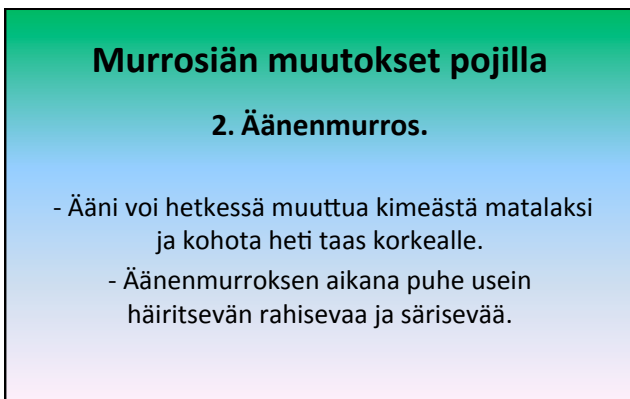 Murrosiän muutokset pojilla
2. Äänenmurros.
- Ääni voi hetkessä muuttua kimeästä matalaksi
ja kohota heti taas korkealle.
- Äänenmurroksen aikana puhe usein
häiritsevän rahisevaa ja särisevää.